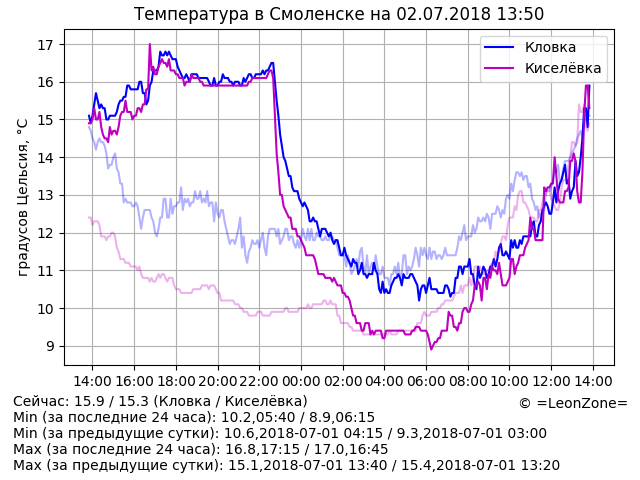 Температура в Смоленске на 02.07.2018 13:50
Кловка
Киселёвка
градусов Цельсия, °C
17
16
15
14
13
12
11
10
9
14:00 16:00 18:00 20:00 22:00 00:00 02:00 04:00 06:00 08:00 10:00 12:00 14:00
Сейчас: 15.9 / 15.3 (Кловка / Киселёвка)
© =LeonZone=
Min (за последние 24 часа): 10.2,05:40 / 8.9,06:15
Min (за предыдущие сутки): 10.6,2018-07-01 04:15 / 9.3,2018-07-01 03:00
Max (за последние 24 часа): 16.8,17:15 / 17.0,16:45
Max (за предыдущие сутки): 15.1,2018-07-01 13:40 / 15.4,2018-07-01 13:20